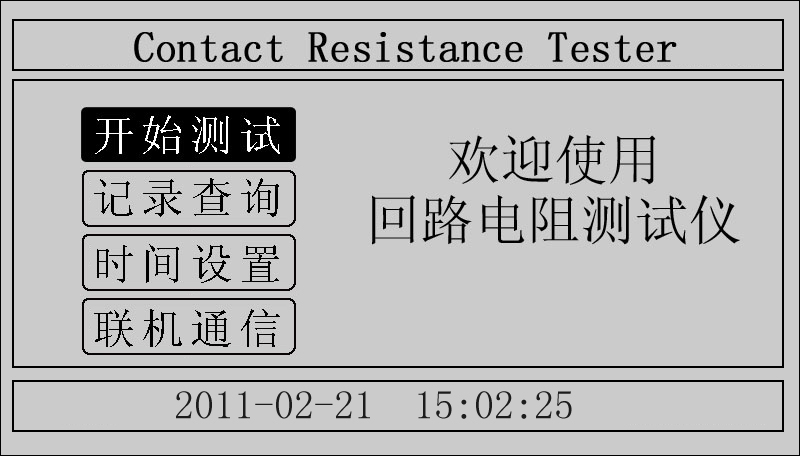 Contact Resistance Tester
开始测试
记录查询
时间设置
联机通信
欢迎使用
回路电阻测试仪
2011-02-21 15:02:25